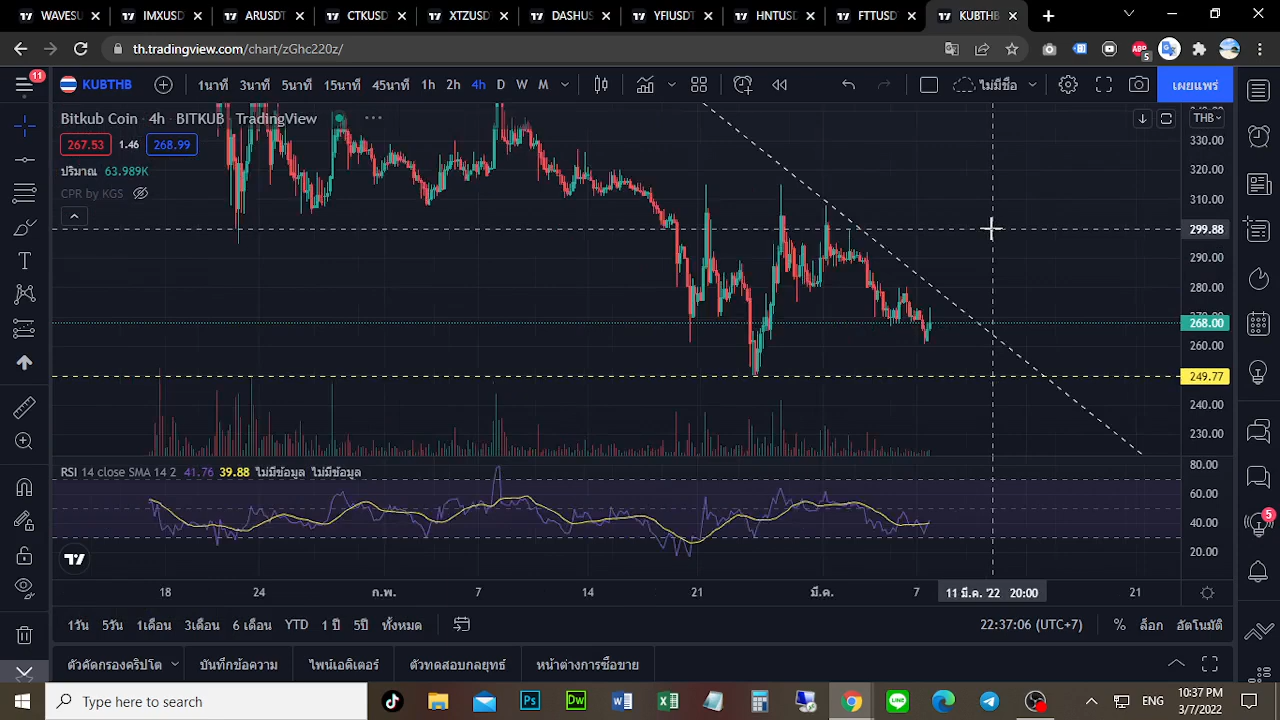 WAVESU
IMXUSD
ARUSDT
CTKUSD
XTZUSD
DASHUS
YFIUSDT
HNTUSD
FTTUSDT
KUBTHB
th.tradingview.com/chart/zGhc220z/
ABP
5
11
KUBTHB
1นาที
3นาที
5นาที
15นาที
45นาที
1h
2h
4h
D
W
M
ไม่มีชื่อ
เผยแพร่
Bitkub Coin · 4h · BITKUB · TradingView
THB
267.53
1.46
268.99
ปริมาณ 63.989K
CPR by KGS
330.00
320.00
310.00
299.88
290.00
280.00
268.00
260.00
249.77
240.00
230.00
RSI 14 close SMA 14 2 41.76 39.88 ไม่มีข้อมูล ไม่มีข้อมูล
80.00
60.00
40.00
20.00
5
18
24
ก.พ.
7
14
21
มี.ค.
7
11 มี.ค. '22 20:00
21
1วัน
5วัน
1เดือน
3เดือน
6 เดือน
YTD
1 ปี
5ปี
ทั้งหมด
22:37:06 (UTC+7)
%
ล็อก
อัตโนมัติ
ตัวคัดกรองคริปโต
บันทึกข้อความ
ไพน์เอดิเตอร์
ตัวทดสอบกลยุทธ์
หน้าต่างการซื้อขาย
Type here to search
Ps
Dw
ENG
10:37 PM
3/7/2022